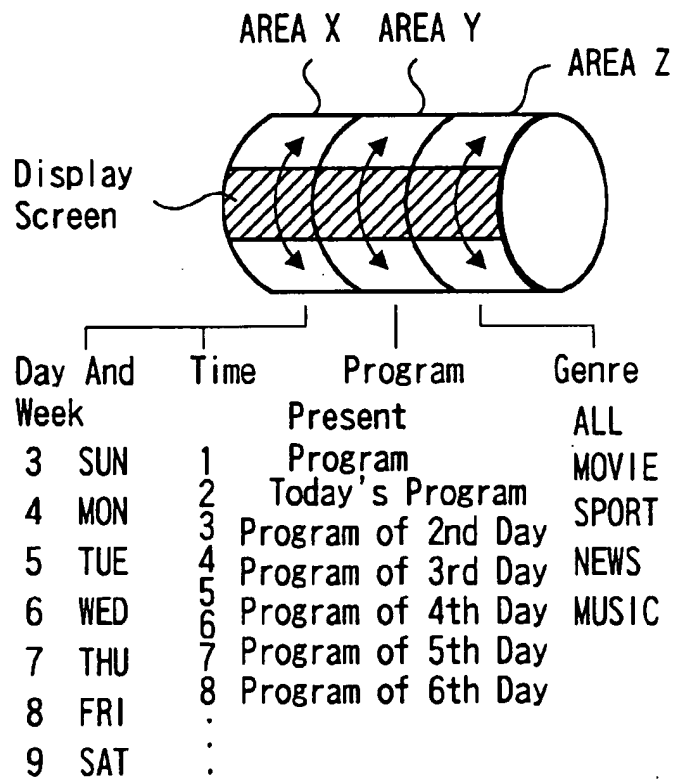 AREA X AREA Y
AREA Z
Display
Screen
Day And
Week
3 SUN
4 MON
5 TUE
6 WED
7 THU
8 FRI
9 SAT
Time
1
2
3
4
5
6
7
8
.
.
.
Program
Present
Program
Today's Program
Program of 2nd Day
Program of 3rd Day
Program of 4th Day
Program of 5th Day
Program of 6th Day
Genre
ALL
MOVIE
SPORT
NEWS
MUSIC